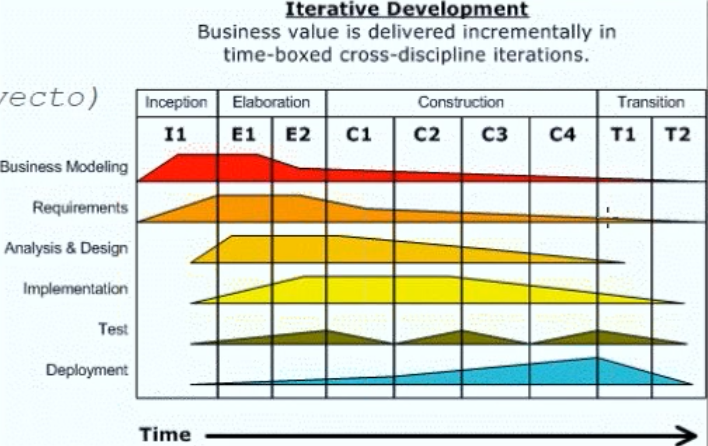 Iterative Development
Business value is delivered incrementally in
time-boxed cross-discipline iterations.
yecto)
Inception Elaboration Construction Transition
I1 E1 E2 C1 C2 C3 C4 T1 T2
Business Modeling
Requirements
Analysis & Design
Implementation
Test
Deployment
Time